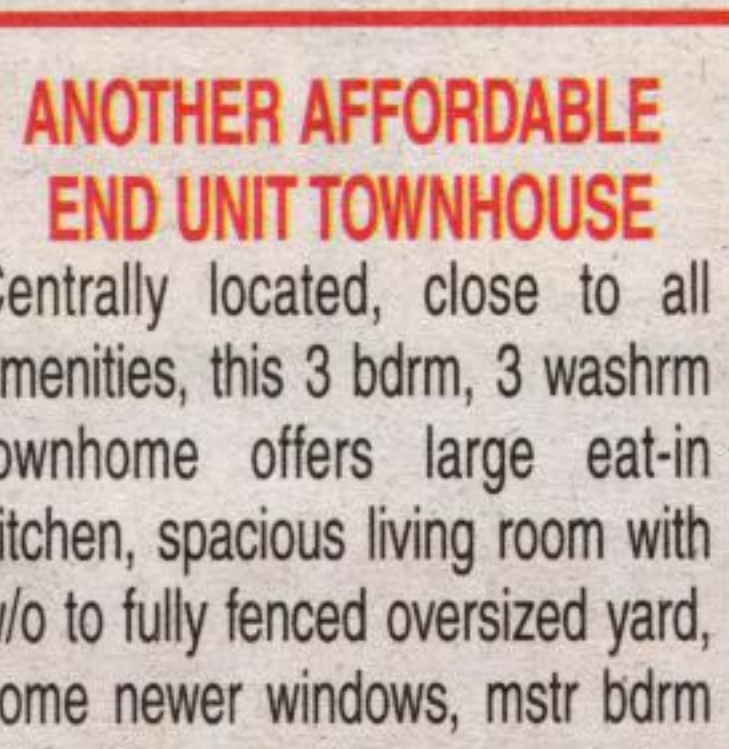 ANOTHER AFFORDABLE
END UNIT TOWNHOUSE
Centrally located, close to all
menities, this 3 bdrm, 3 washrm
ownhome offers large eat-in
itchen, spacious living room with
w/o to fully fenced oversized yard,
ome newer windows, mstr bdrm